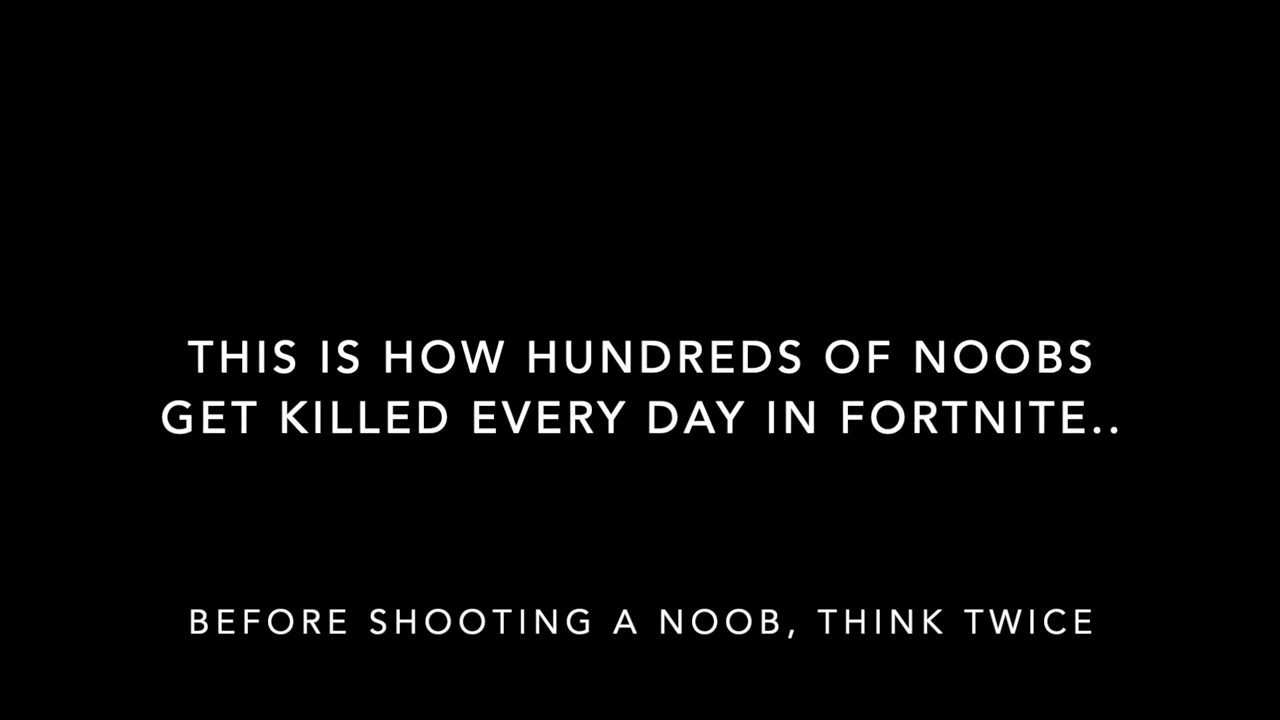 THIS IS HOW HUNDREDS OF NOOBS
GET KILLED EVERY DAY IN FORTNITE..
BEFORE SHOOTING A NOOB, THINK TWICE